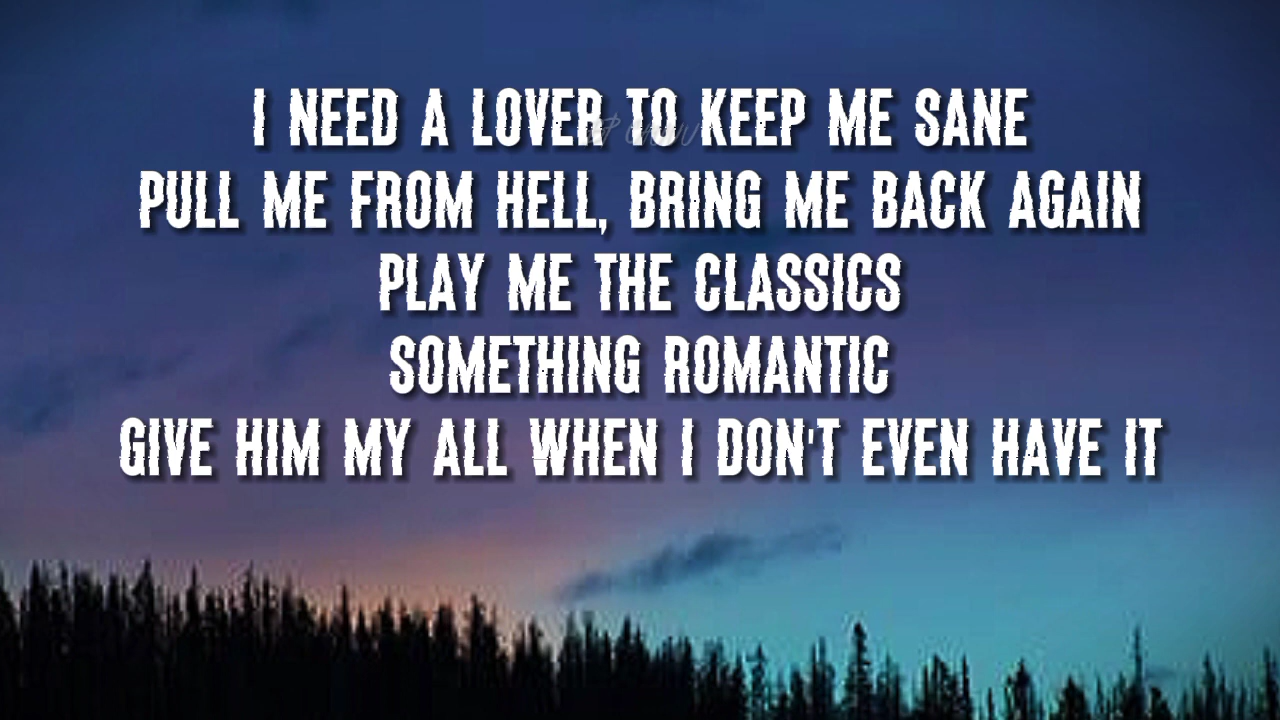 I NEED A LOVER TO KEEP ME SANE
PULL ME FROM HELL, BRING ME BACK AGAIN
PLAY ME THE CLASSICS
SOMETHING ROMANTIC
GIVE HIM MY ALL WHEN I DON'T EVEN HAVE IT